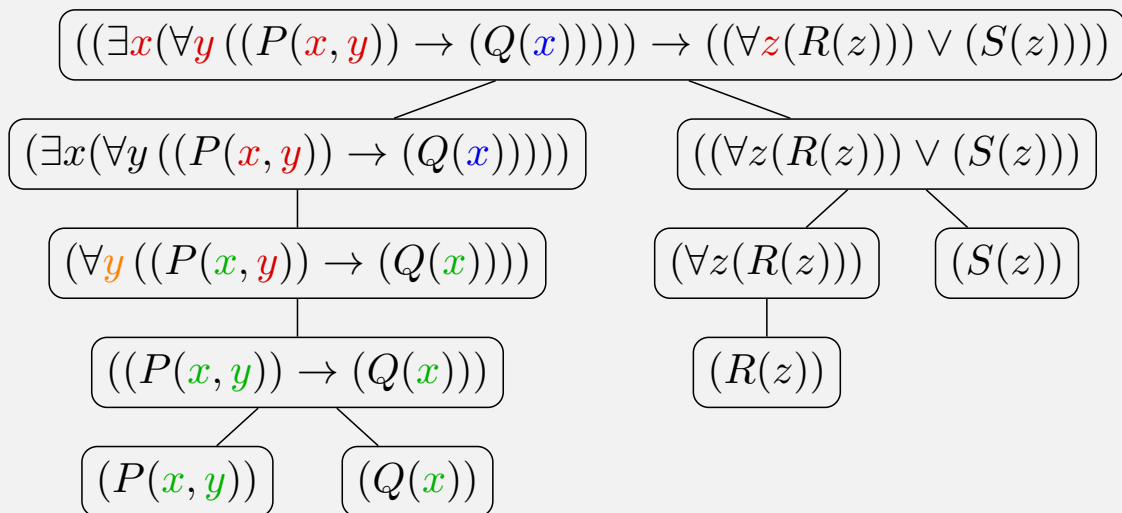 ((∃x(∀y ((P(x, y)) → (Q(x))))) → ((∀z(R(z))) ∨ (S(z))))
(∃x(∀y ((P(x, y)) → (Q(x)))))
((∀z(R(z))) ∨ (S(z)))
(∀y ((P(x, y)) → (Q(x))))
(∀z(R(z)))
(S(z))
((P(x, y)) → (Q(x)))
(R(z))
(P(x, y))
(Q(x))